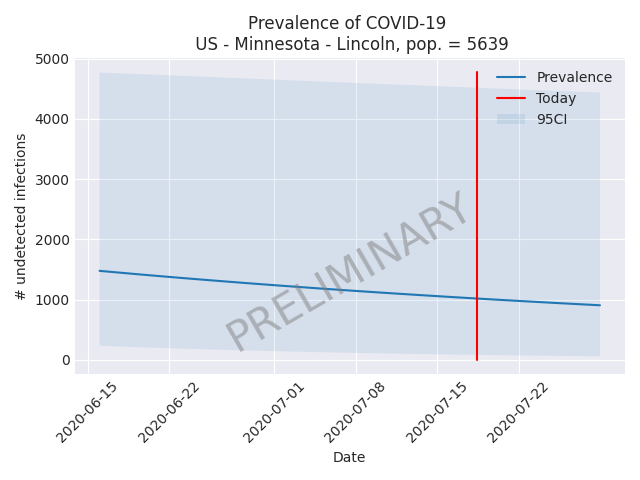 Prevalence of COVID-19
US - Minnesota - Lincoln, pop. = 5639
5000
4000
3000
2000
1000
0
# undetected infections
Prevalence
Today
95CI
PRELIMINARY
2020-06-15
2020-06-22
2020-07-01
2020-07-08
2020-07-15
2020-07-22
Date